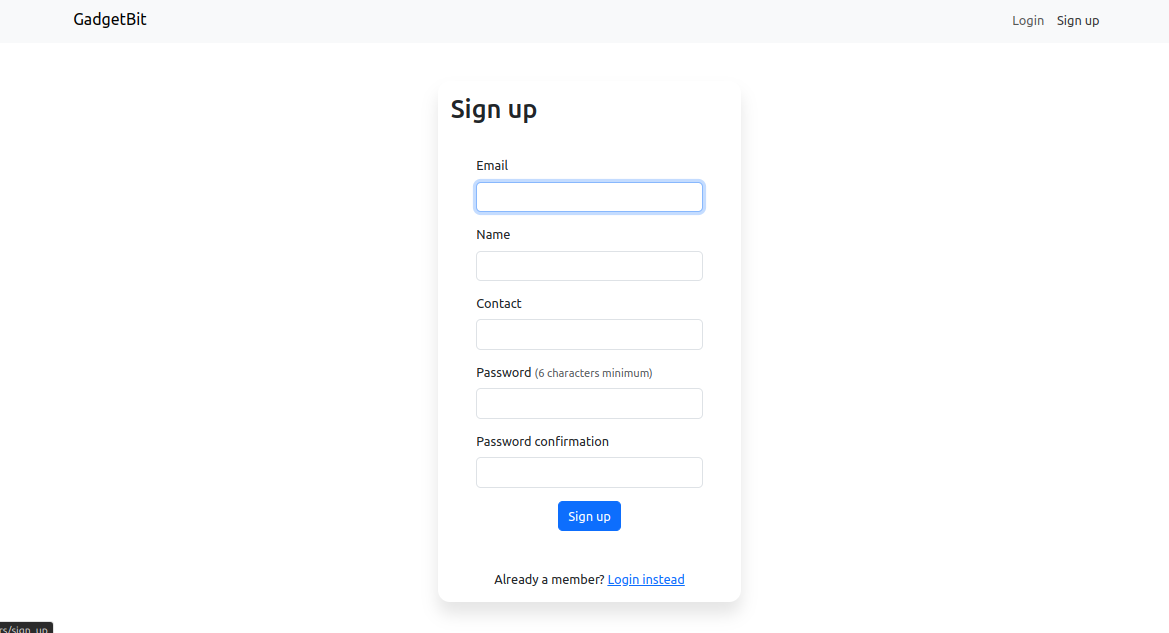 GadgetBit
Login Sign up
Sign up
Email
Name
Contact
Password (6 characters minimum)
Password confirmation
Sign up
Already a member? Login instead
rs/sign_up